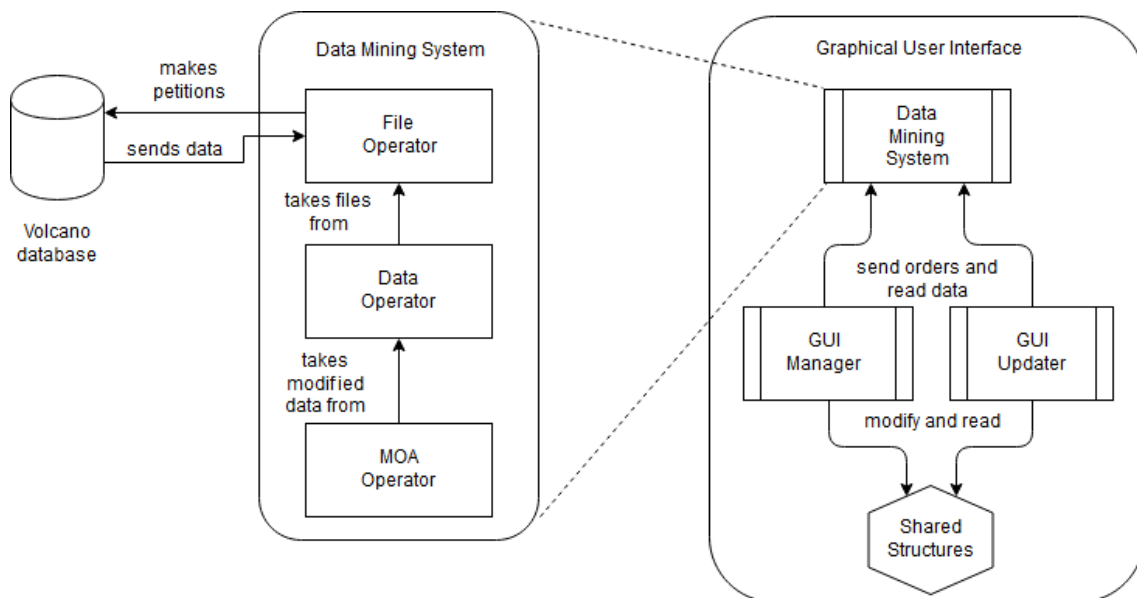 Data Mining System
makes
petitions
File
Operator
sends data
Volcano
database
takes files
from
Data
Operator
takes
modified
data from
MOA
Operator
Graphical User Interface
Data
Mining
System
send orders and
read data
GUI
Manager
GUI
Updater
modify and read
Shared
Structures